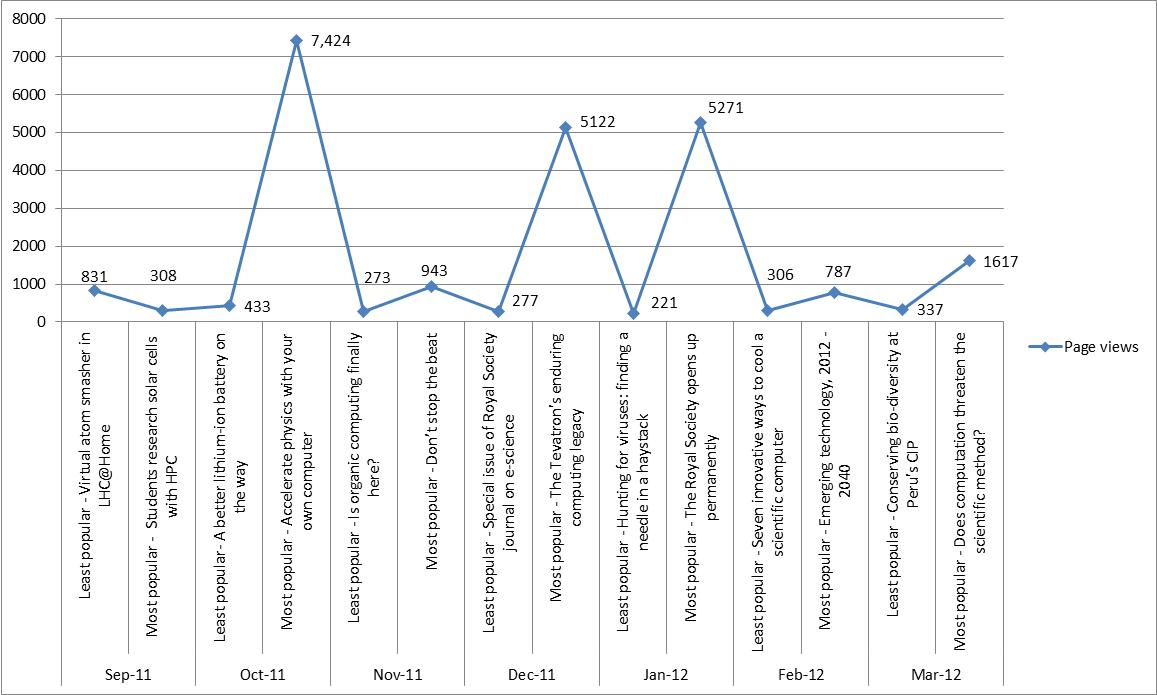 8000
7000
6000
5000
4000
3000
2000
1000
0
831
308
433
7,424
273
943
277
5122
221
5271
306
787
337
1617
Least popular - Virtual atom smasher in
LHC@Home
Most popular - Students research solar cells
with HPC
Least popular - A better lithium-ion battery on
the way
Most popular - Accelerate physics with your
own computer
Least popular - Is organic computing finally
here?
Most popular - Don't stop the beat
Least popular - Special issue of Royal Society
journal on e-science
Most popular - The Tevatron's enduring
computing legacy
Least popular - Hunting for viruses: finding a
needle in a haystack
Most popular - The Royal Society opens up
permanently
Least popular - Seven innovative ways to cool a
scientific computer
Most popular - Emerging technology, 2012 -
2040
Least popular - Conserving bio-diversity at
Peru's CIP
Most popular - Does computation threaten the
scientific method?
Sep-11
Oct-11
Nov-11
Dec-11
Jan-12
Feb-12
Mar-12
Page views